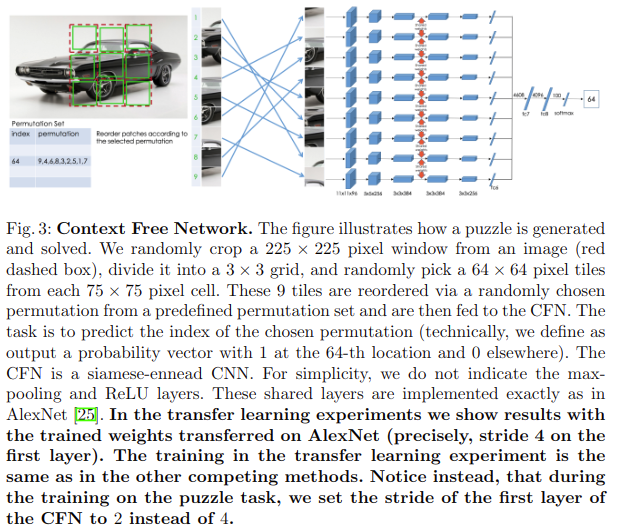 1
2
3
4
5
6
7
8
9
Permutation Set
index permutation
64 9,4,6,8,3,2,5,1,7
Reorder patches according to
the selected permutation
11x11x96 5x5x256 3x3x384 3x3x384 3x3x256
fc6
4608 4096 100
fc7 fc8 softmax
64
Fig. 3: Context Free Network. The figure illustrates how a puzzle is generated
and solved. We randomly crop a 225 × 225 pixel window from an image (red
dashed box), divide it into a 3 × 3 grid, and randomly pick a 64 × 64 pixel tiles
from each 75 × 75 pixel cell. These 9 tiles are reordered via a randomly chosen
permutation from a predefined permutation set and are then fed to the CFN. The
task is to predict the index of the chosen permutation (technically, we define as
output a probability vector with 1 at the 64-th location and 0 elsewhere). The
CFN is a siamese-ennead CNN. For simplicity, we do not indicate the max-
pooling and ReLU layers. These shared layers are implemented exactly as in
AlexNet [25]. In the transfer learning experiments we show results with
the trained weights transferred on AlexNet (precisely, stride 4 on the
first layer). The training in the transfer learning experiment is the
same as in the other competing methods. Notice instead, that during
the training on the puzzle task, we set the stride of the first layer of
the CFN to 2 instead of 4.